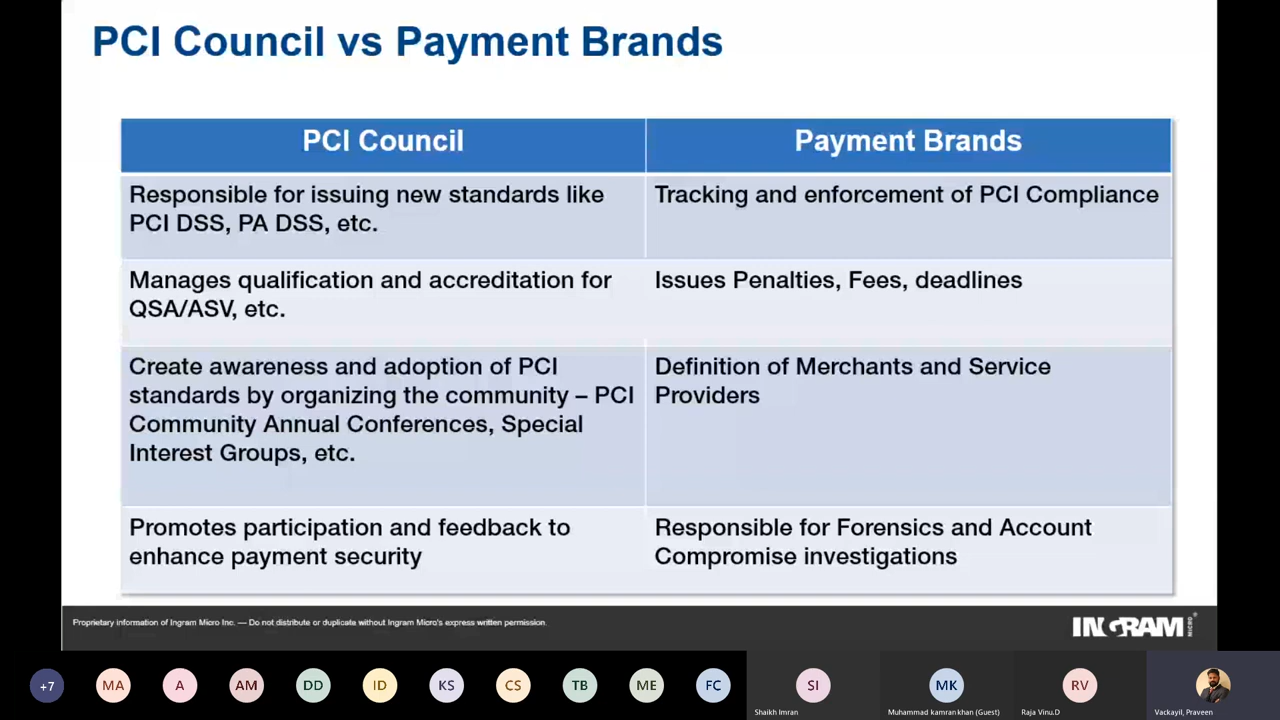 PCI Council vs Payment Brands
PCI Council
Payment Brands
Responsible for issuing new standards like
PCI DSS, PA DSS, etc.
Tracking and enforcement of PCI Compliance
Manages qualification and accreditation for
QSA/ASV, etc.
Issues Penalties, Fees, deadlines
Create awareness and adoption of PCI
standards by organizing the community – PCI
Community Annual Conferences, Special
Interest Groups, etc.
Definition of Merchants and Service
Providers
Promotes participation and feedback to
enhance payment security
Responsible for Forensics and Account
Compromise investigations
Proprietary information of Ingram Micro Inc. — Do not distribute or duplicate without Ingram Micro's express written permission.
INGRAM MICRO
+7
MA
A
AM
DD
ID
KS
CS
TB
ME
FC
SI
MK
RV
Shaikh Imran
Muhammad kamran khan (Guest)
Raja Vinu.D
Vackayil, Praveen